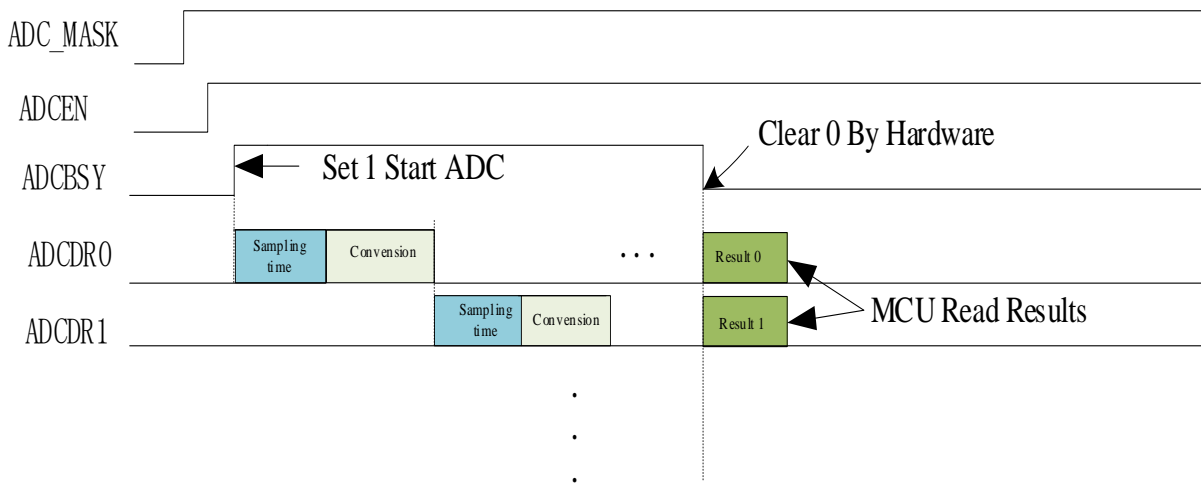 ADC_MASK
ADCEN
Clear 0 By Hardware
ADCBSY
Set 1 Start ADC
ADCDR0
Sampling
time
Convension
...
Result 0
MCU Read Results
ADCDR1
Sampling
time
Convension
Result 1